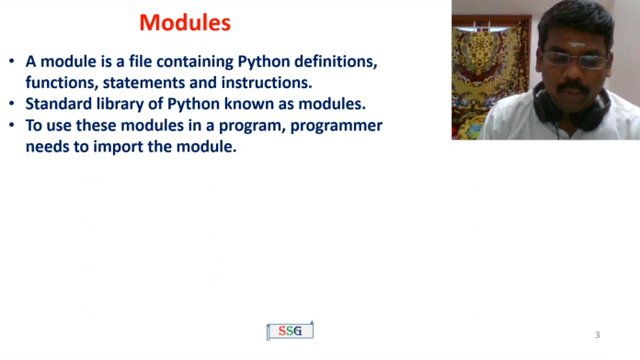 Modules
• A module is a file containing Python definitions,
functions, statements and instructions.
• Standard library of Python known as modules.
• To use these modules in a program, programmer
needs to import the module.
SSG
3